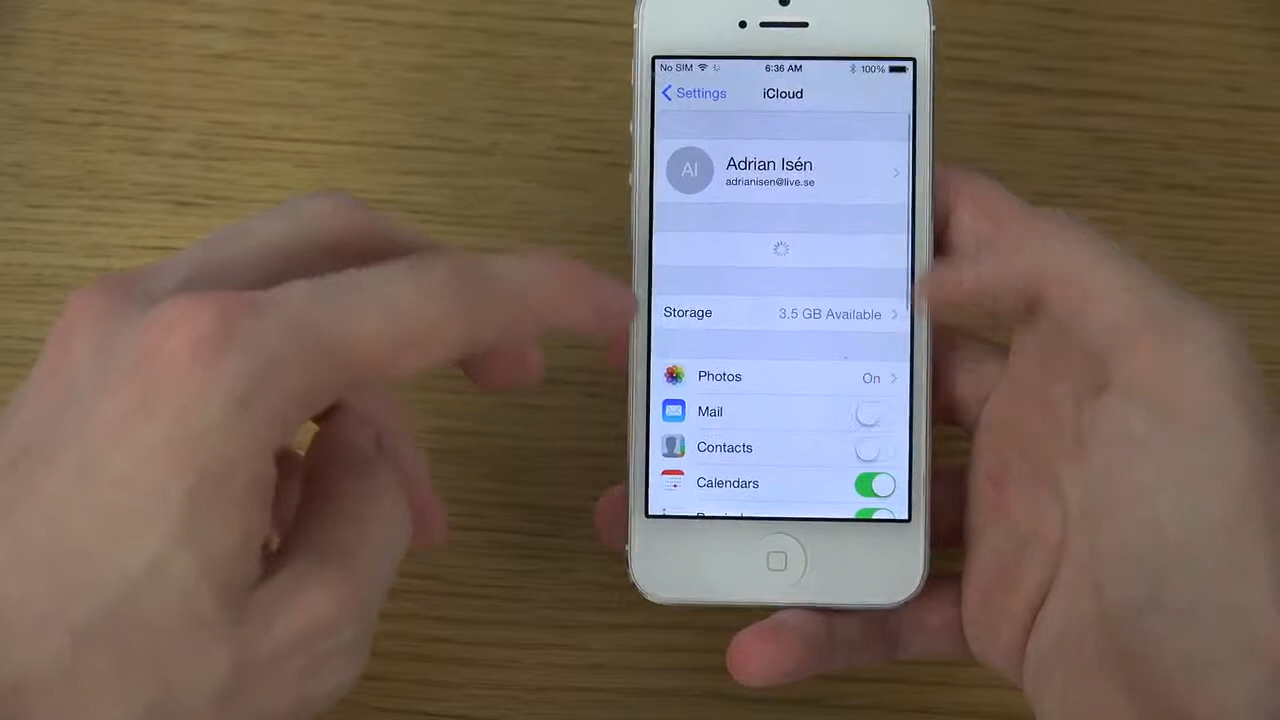 No SIM 6:36 AM 100%
Settings iCloud
AI Adrian Isén
adrianisen@live.se
Storage 3.5 GB Available
Photos On
Mail
Contacts
Calendars